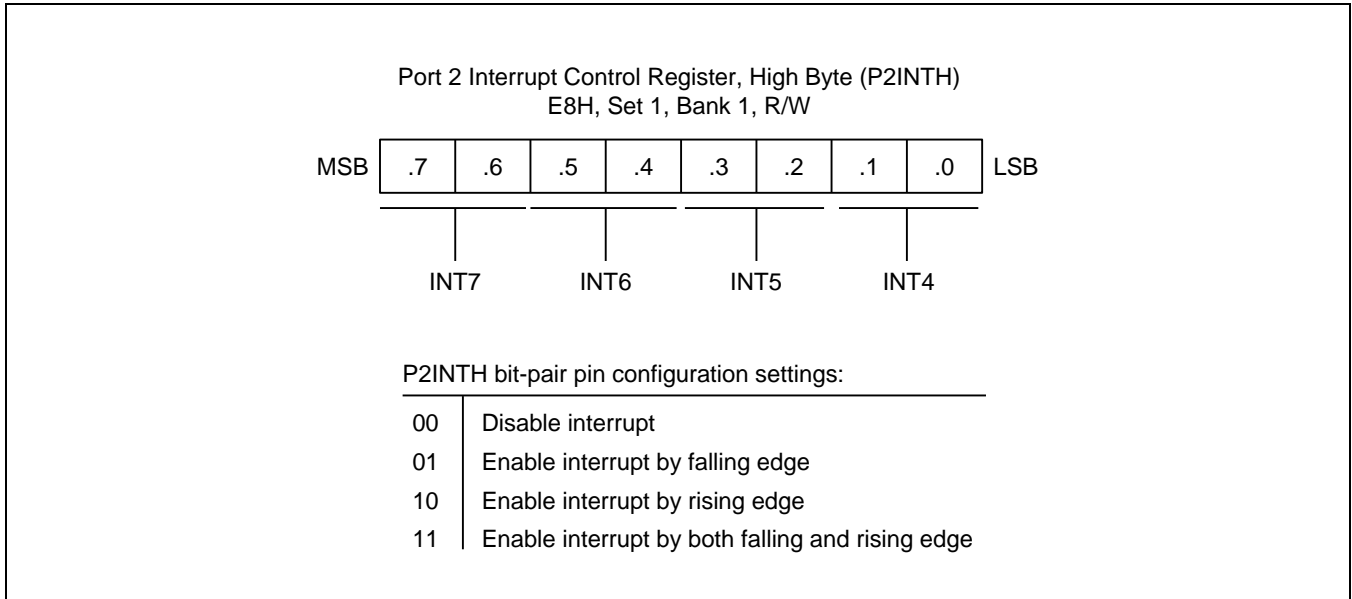 Port 2 Interrupt Control Register, High Byte (P2INTH)
E8H, Set 1, Bank 1, R/W
MSB .7 .6 .5 .4 .3 .2 .1 .0 LSB
INT7 INT6 INT5 INT4
P2INTH bit-pair pin configuration settings:
00 Disable interrupt
01 Enable interrupt by falling edge
10 Enable interrupt by rising edge
11 Enable interrupt by both falling and rising edge